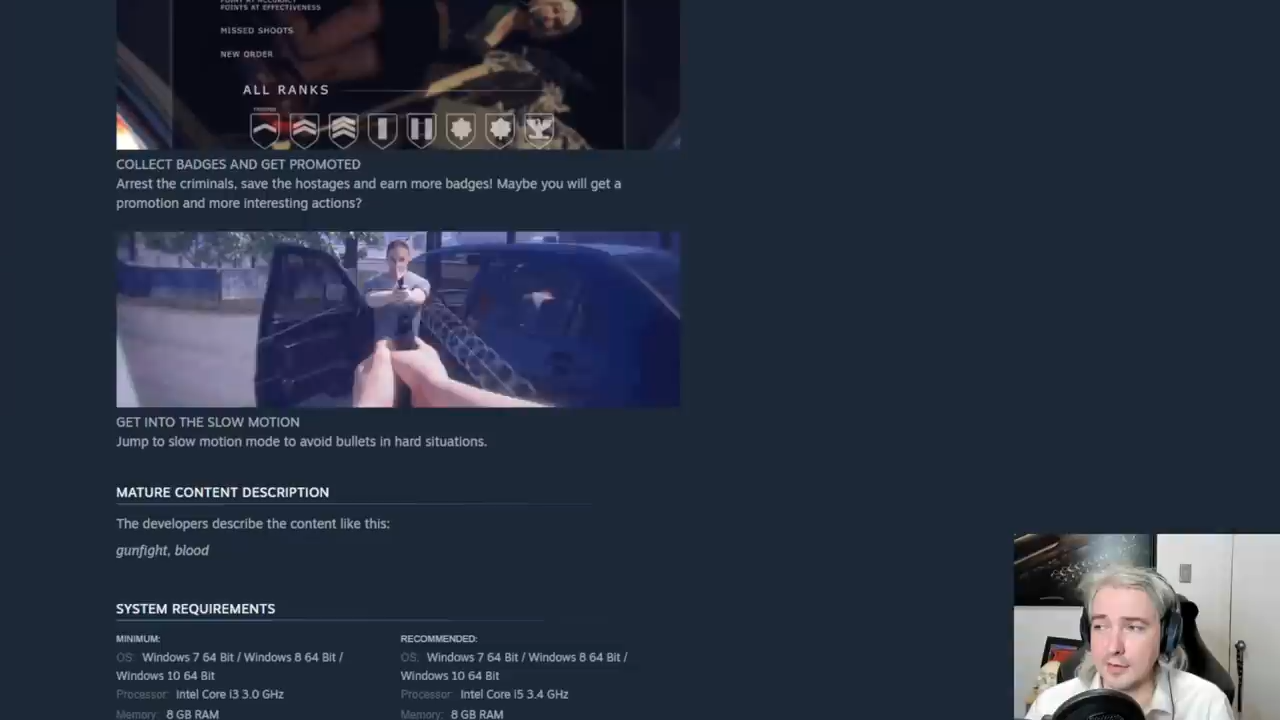 POINTS AT EFFECTIVENESS
MISSED SHOOTS
NEW ORDER
ALL RANKS
COLLECT BADGES AND GET PROMOTED
Arrest the criminals, save the hostages and earn more badges! Maybe you will get a
promotion and more interesting actions?
GET INTO THE SLOW MOTION
Jump to slow motion mode to avoid bullets in hard situations.
MATURE CONTENT DESCRIPTION
The developers describe the content like this:
gunfight, blood
SYSTEM REQUIREMENTS
MINIMUM:
OS: Windows 7 64 Bit / Windows 8 64 Bit /
Windows 10 64 Bit
Processor: Intel Core i3 3.0 GHz
Memory: 8 GB RAM
RECOMMENDED:
OS: Windows 7 64 Bit / Windows 8 64 Bit /
Windows 10 64 Bit
Processor: Intel Core i5 3.4 GHz
Memory: 8 GB RAM